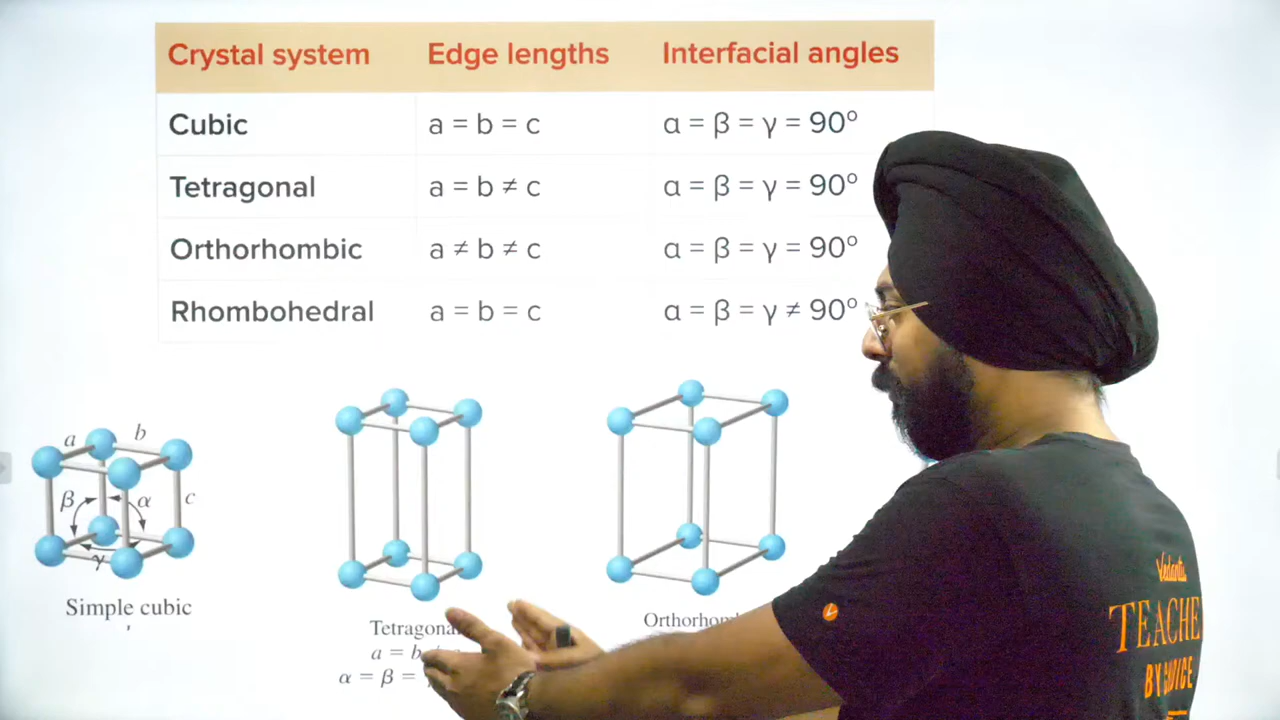 Crystal system Edge lengths Interfacial angles
Cubic a = b = c α = β = γ = 90°
Tetragonal a = b ≠ c α = β = γ = 90°
Orthorhombic a ≠ b ≠ c α = β = γ = 90°
Rhombohedral a = b = c α = β = γ ≠ 90°
a b
β α c
γ
Simple cubic
Tetragonal
a = b
α = β =
Vedantu
TEACHE
BY CHOICE